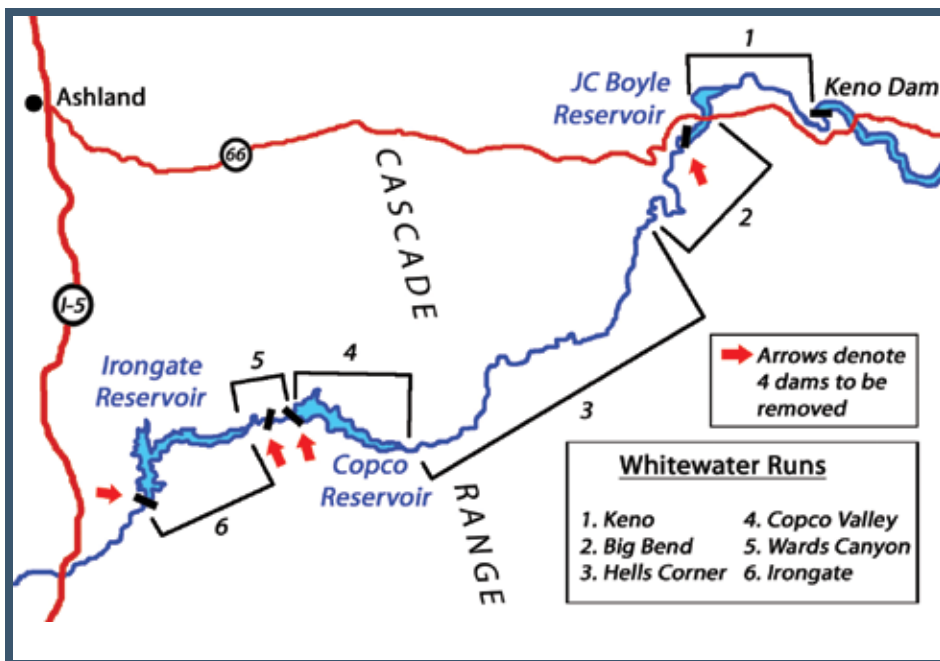 1
JC Boyle
Reservoir
Keno Dam
Ashland
66
CASCADE
2
I-5
Irongate
Reservoir
5
4
3
Copco
Reservoir
6
RANGE
Arrows denote
4 dams to be
removed
Whitewater Runs
1. Keno
2. Big Bend
3. Hells Corner
4. Copco Valley
5. Wards Canyon
6. Irongate